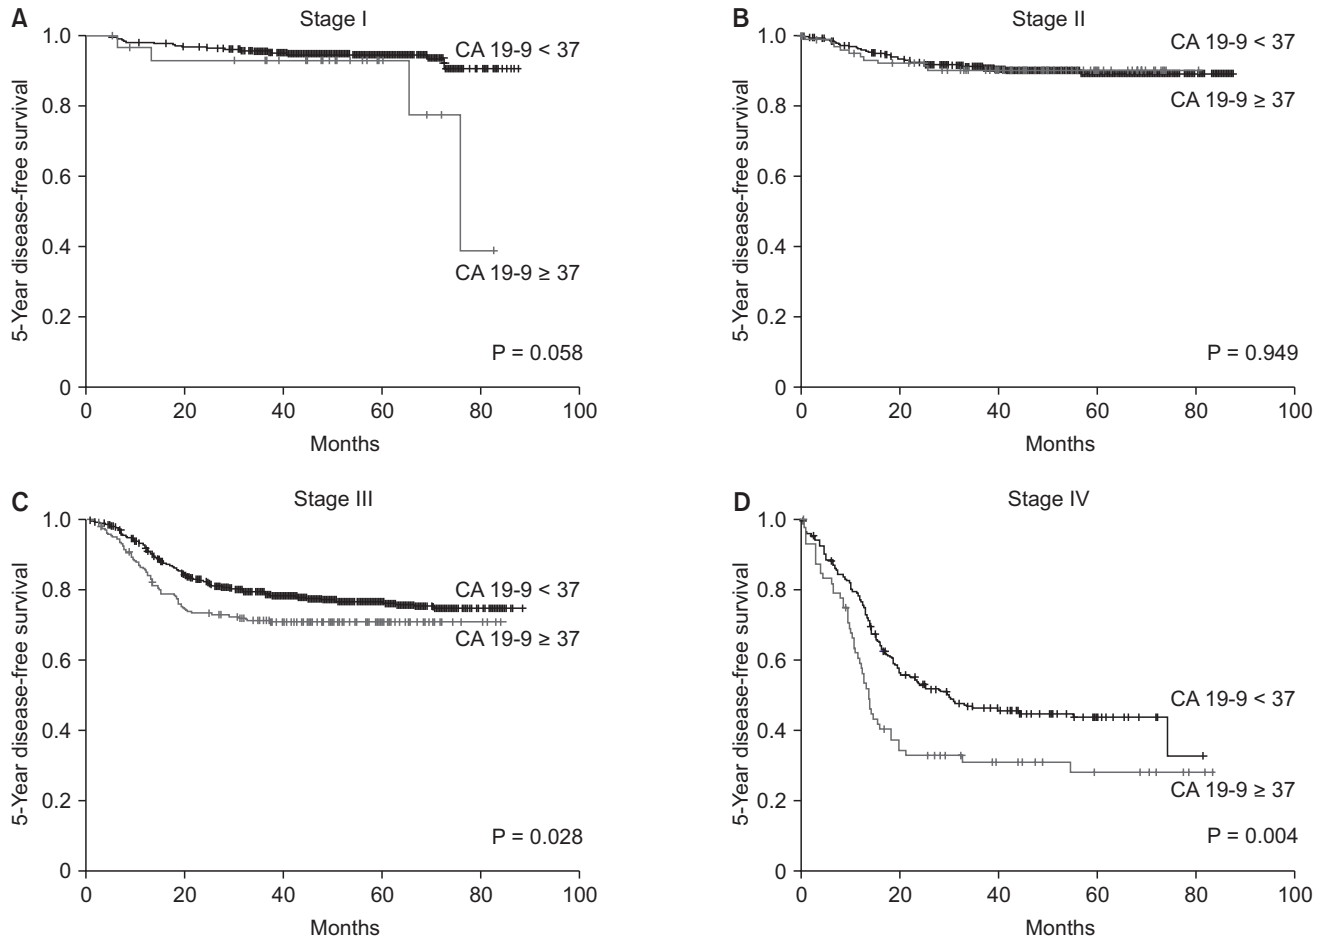 A
Stage I
5-Year disease-free survival
1.0
0.8
0.6
0.4
0.2
0
CA 19-9 < 37
CA 19-9 ≥ 37
P = 0.058
0 20 40 60 80 100
Months
B
Stage II
5-Year disease-free survival
1.0
0.8
0.6
0.4
0.2
0
CA 19-9 < 37
CA 19-9 ≥ 37
P = 0.949
0 20 40 60 80 100
Months
C
Stage III
5-Year disease-free survival
1.0
0.8
0.6
0.4
0.2
0
CA 19-9 < 37
CA 19-9 ≥ 37
P = 0.028
0 20 40 60 80 100
Months
D
Stage IV
5-Year disease-free survival
1.0
0.8
0.6
0.4
0.2
0
CA 19-9 < 37
CA 19-9 ≥ 37
P = 0.004
0 20 40 60 80 100
Months